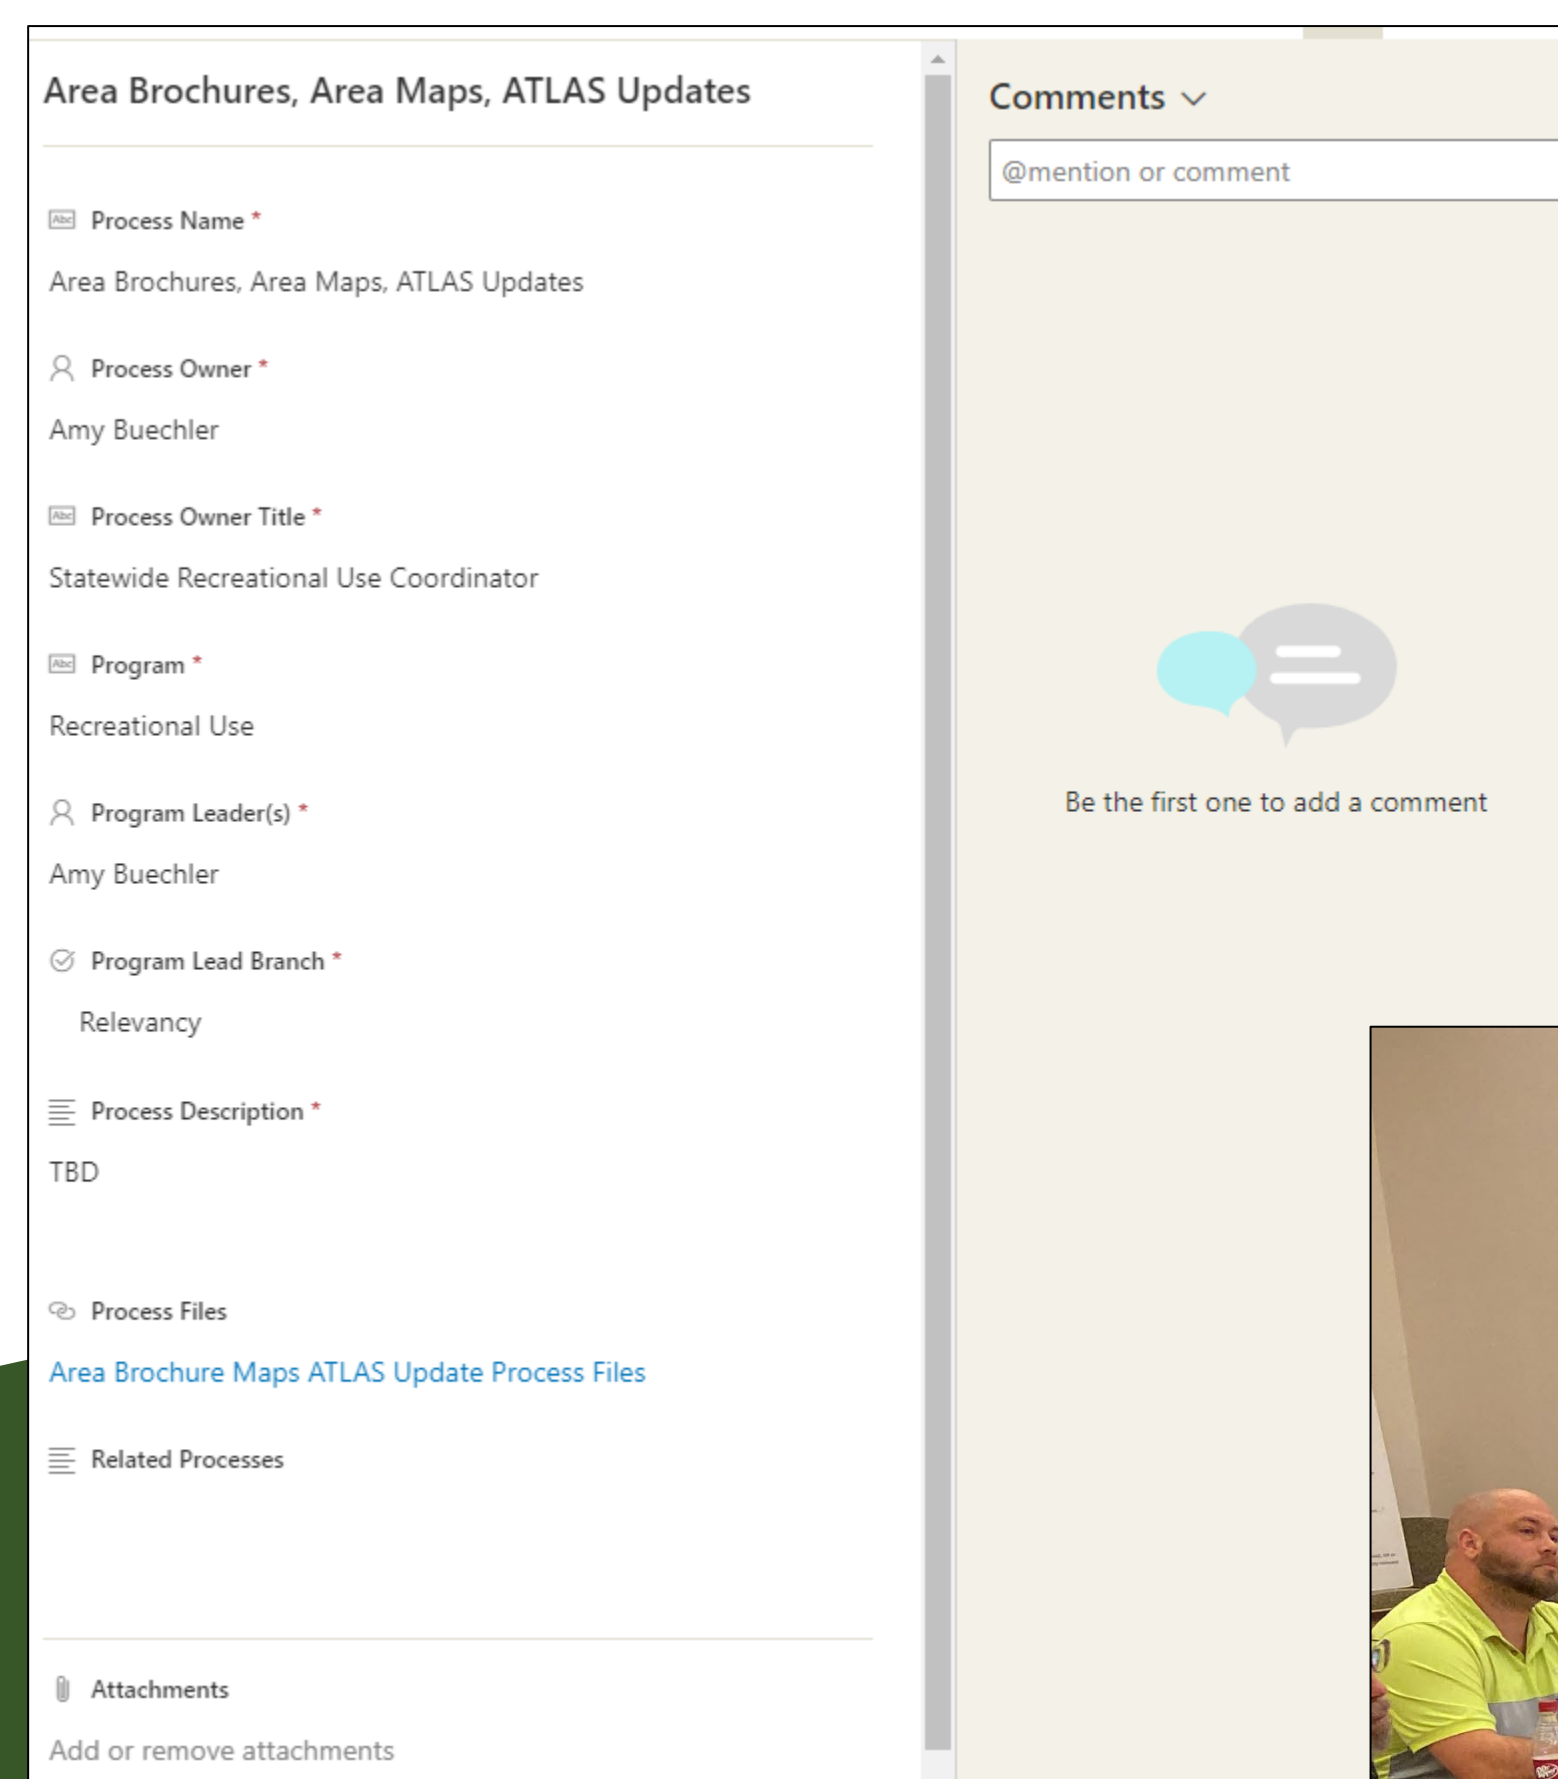 Area Brochures, Area Maps, ATLAS Updates
Abc Process Name *
Area Brochures, Area Maps, ATLAS Updates
Process Owner *
Amy Buechler
Abc Process Owner Title *
Statewide Recreational Use Coordinator
Abc Program *
Recreational Use
Program Leader(s) *
Amy Buechler
Program Lead Branch *
Relevancy
Process Description *
TBD
Process Files
Area Brochure Maps ATLAS Update Process Files
Related Processes
Attachments
Add or remove attachments
Comments
@mention or comment
Be the first one to add a comment